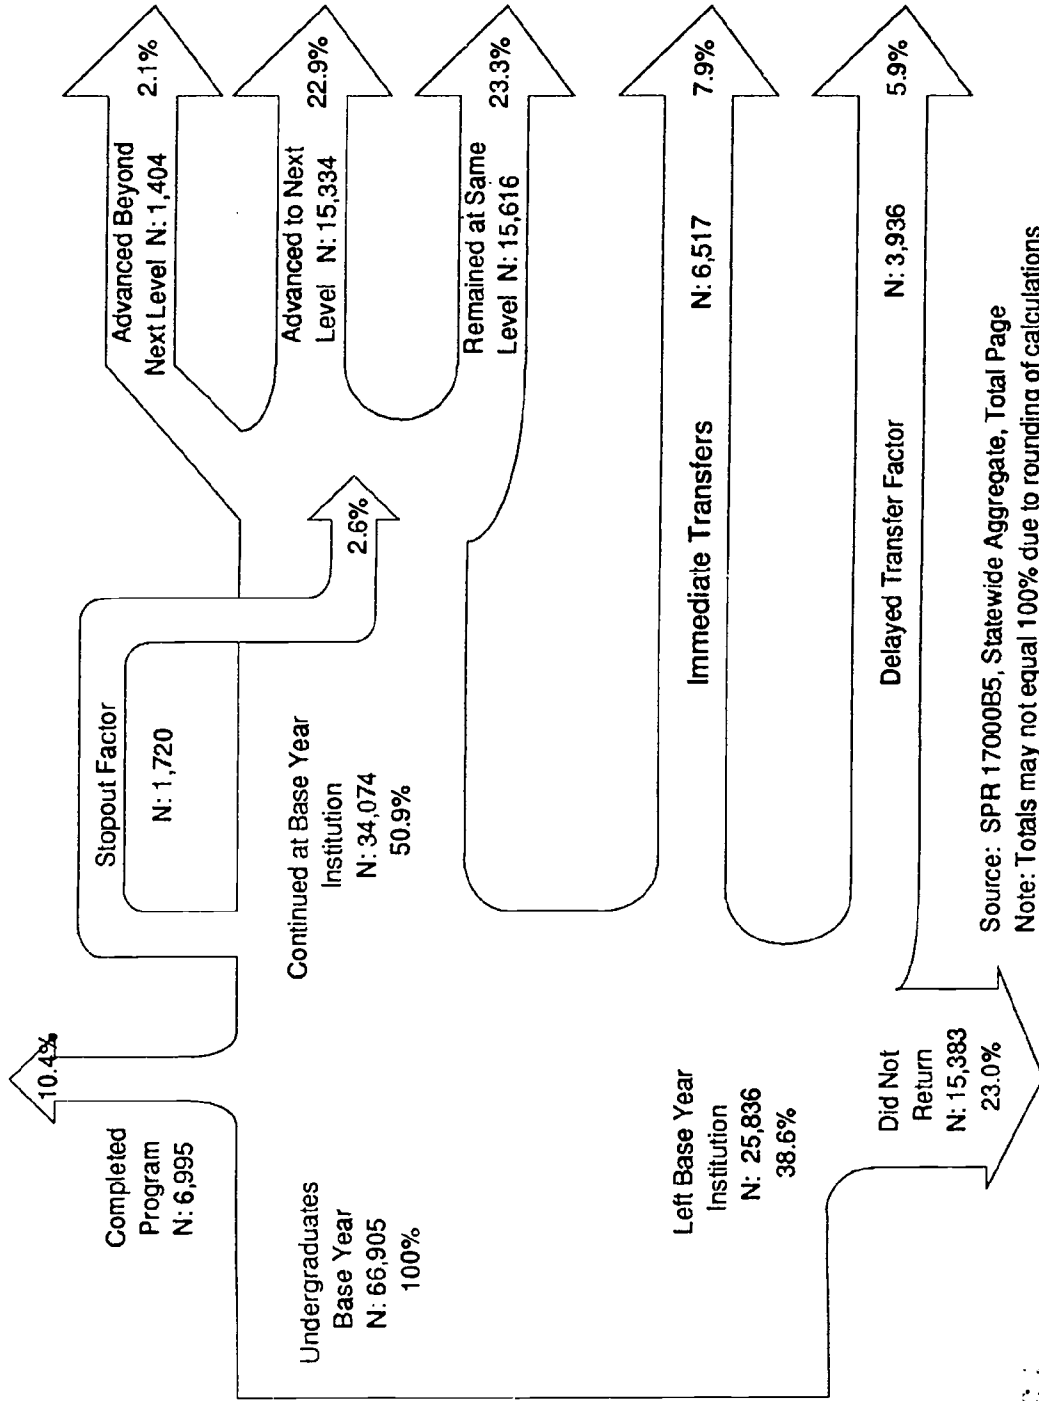 Completed
Program
N: 6,995
10.4%
Undergraduates
Base Year
N: 66,905
100%
Stopout Factor
N: 1,720
2.6%
Continued at Base Year
Institution
N: 34,074
50.9%
Advanced Beyond
Next Level N: 1,404
2.1%
Advanced to Next
Level N: 15,334
22.9%
Remained at Same
Level N: 15,616
23.3%
Left Base Year
Institution
N: 25,836
38.6%
Immediate Transfers N: 6,517 7.9%
Delayed Transfer Factor N: 3,936 5.9%
Did Not
Return
N: 15,383
23.0%
Source: SPR 17000B5, Statewide Aggregate, Total Page
Note: Totals may not equal 100% due to rounding of calculations